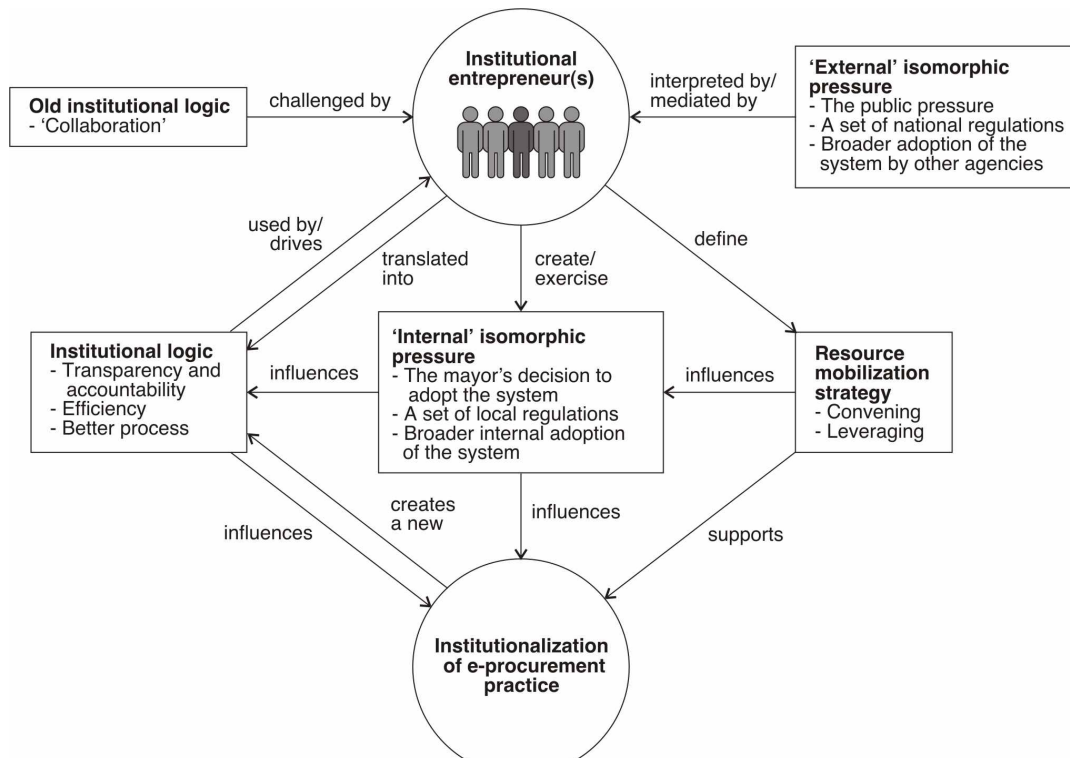 Institutional
entrepreneur(s)
Old institutional logic
- ‘Collaboration’
challenged by
interpreted by/
mediated by
‘External’ isomorphic
pressure
- The public pressure
- A set of national regulations
- Broader adoption of the
system by other agencies
used by/
drives
translated
into
create/
exercise
define
Institutional logic
- Transparency and
accountability
- Efficiency
- Better process
influences
‘Internal’ isomorphic
pressure
- The mayor’s decision to
adopt the system
- A set of local regulations
- Broader internal adoption
of the system
influences
Resource
mobilization
strategy
- Convening
- Leveraging
influences
creates
a new
influences
supports
Institutionalization
of e-procurement
practice